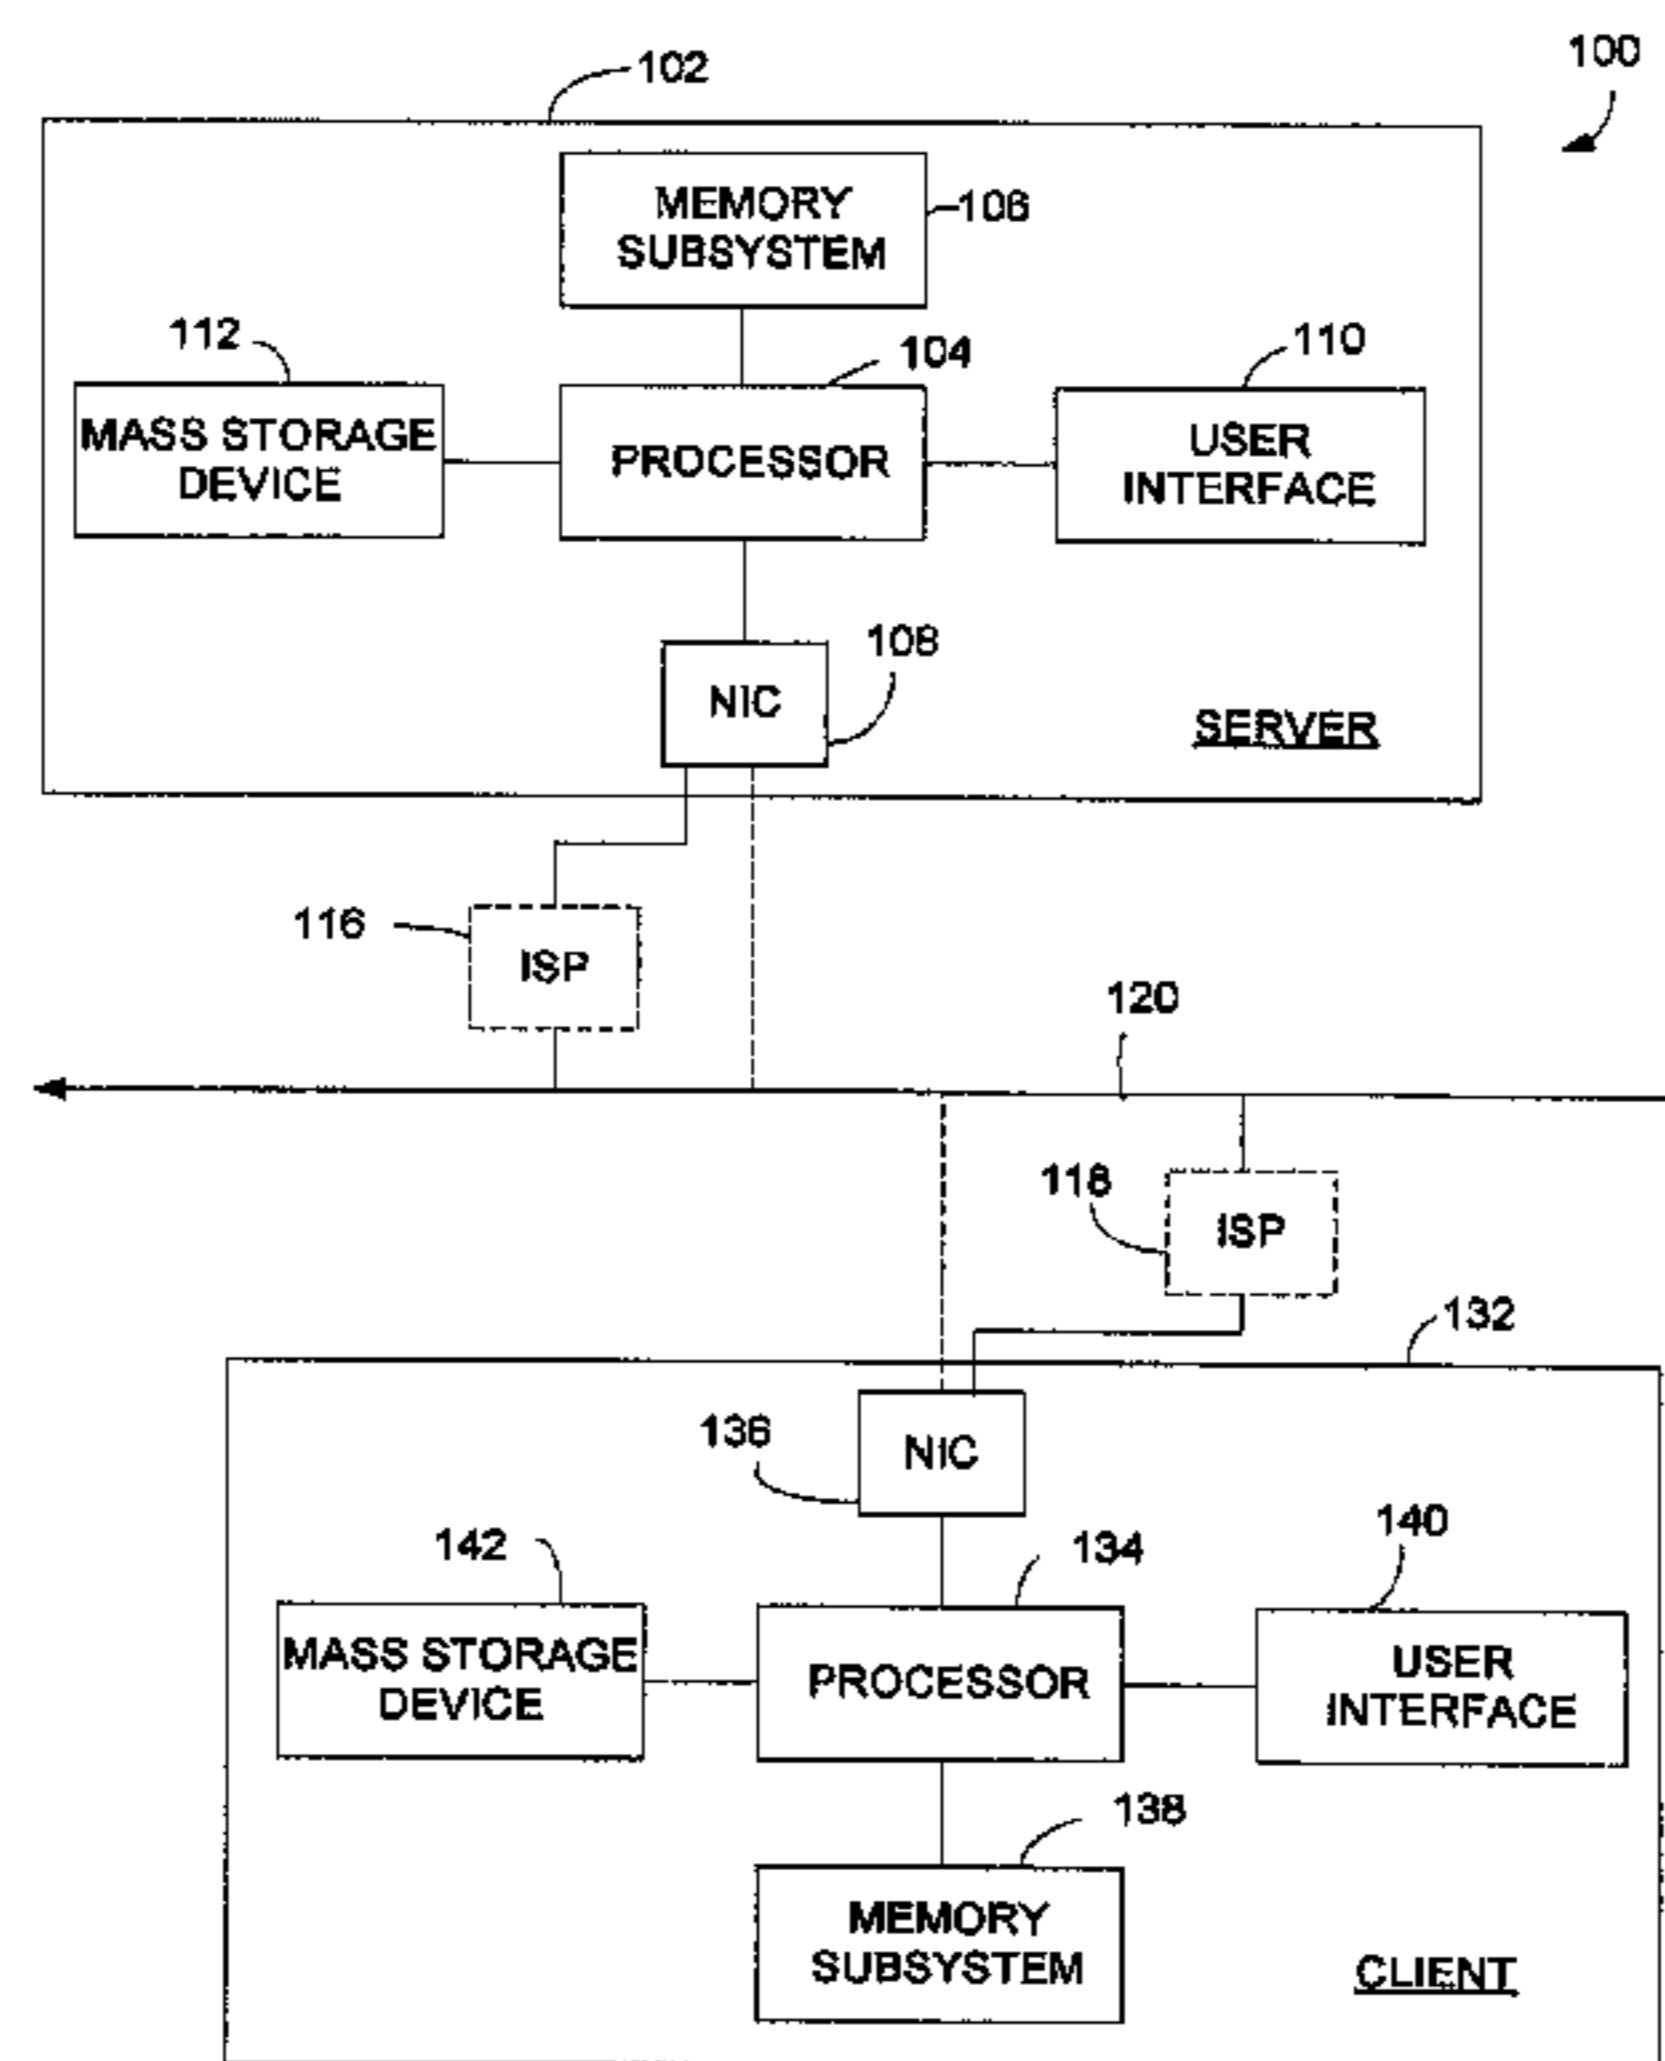 100
102
MEMORY
SUBSYSTEM
106
112
104
110
MASS STORAGE
DEVICE
PROCESSOR
USER
INTERFACE
108
NIC
SERVER
116
ISP
120
118
ISP
132
136
NIC
142
134
140
MASS STORAGE
DEVICE
PROCESSOR
USER
INTERFACE
138
MEMORY
SUBSYSTEM
CLIENT